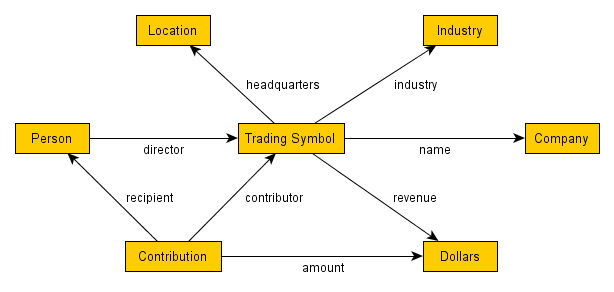 Location
Industry
headquarters
industry
Person
Trading Symbol
Company
director
name
recipient
contributor
revenue
Contribution
Dollars
amount